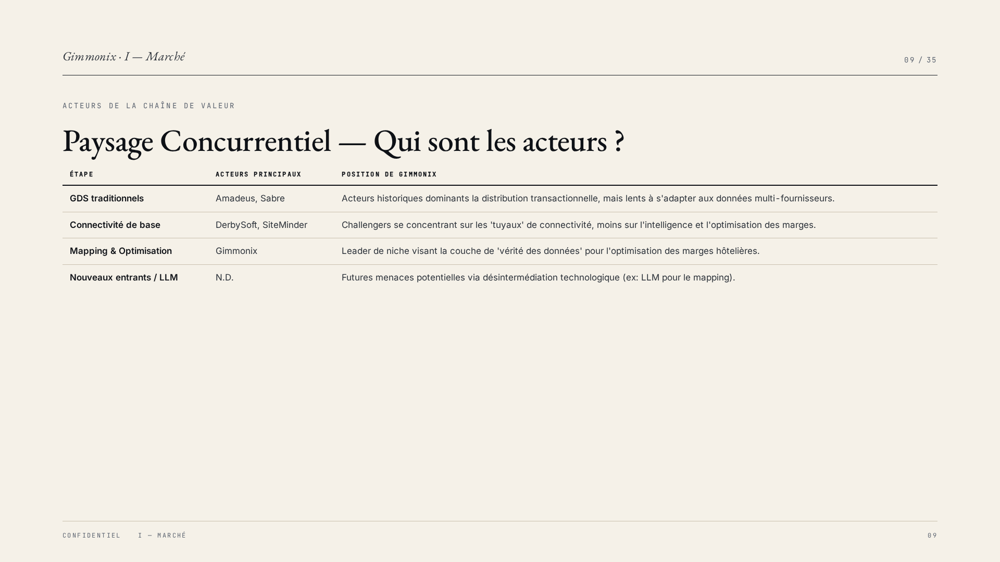 Gimmonix · I — Marché
09 / 35
ACTEURS DE LA CHAÎNE DE VALEUR
Paysage Concurrentiel — Qui sont les acteurs ?
ÉTAPE ACTEURS PRINCIPAUX POSITION DE GIMMONIX
GDS traditionnels Amadeus, Sabre Acteurs historiques dominants la distribution transactionnelle, mais lents à s'adapter aux données multi-fournisseurs.
Connectivité de base DerbySoft, SiteMinder Challengers se concentrant sur les 'tuyaux' de connectivité, moins sur l'intelligence et l'optimisation des marges.
Mapping & Optimisation Gimmonix Leader de niche visant la couche de 'vérité des données' pour l'optimisation des marges hôtelières.
Nouveaux entrants / LLM N.D. Futures menaces potentielles via désintermédiation technologique (ex: LLM pour le mapping).
CONFIDENTIEL I — MARCHÉ 09